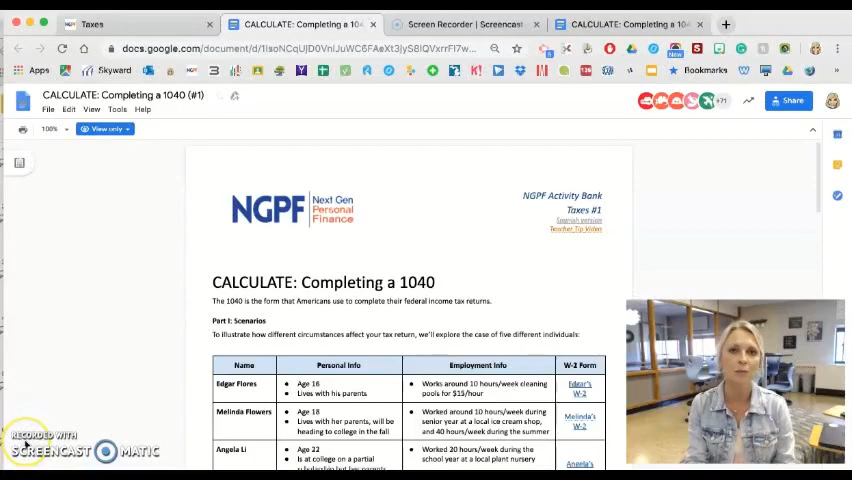 Taxes
CALCULATE: Completing a 104
Screen Recorder | Screencast
CALCULATE: Completing a 104
docs.google.com/document/d/1IsoNCqUJD0VnlJuWC6FAeXt3jyS8IQVxrrFl7w...
Apps
Skyward
Bookmarks
CALCULATE: Completing a 1040 (#1)
File Edit View Tools Help
+71
Share
100%
View only
NGPF
Next Gen
Personal
Finance
NGPF Activity Bank
Taxes #1
Spanish version
Teacher Tip Video
CALCULATE: Completing a 1040
The 1040 is the form that Americans use to complete their federal income tax returns.
Part I: Scenarios
To illustrate how different circumstances affect your tax return, we'll explore the case of five different individuals:
Name Personal Info Employment Info W-2 Form
Edgar Flores
● Age 16
● Lives with his parents
● Works around 10 hours/week cleaning
pools for $15/hour
Edgar's
W-2
Melinda Flowers
● Age 18
● Lives with her parents, will be
heading to college in the fall
● Worked around 10 hours/week during
senior year at a local ice cream shop,
and 40 hours/week during the summer
Melinda's
W-2
Angela Li
● Age 22
● Is at college on a partial
scholarship but her parents
● Worked 20 hours/week during the
school year at a local plant nursery
Angela's
RECORDED WITH
SCREENCAST MATIC